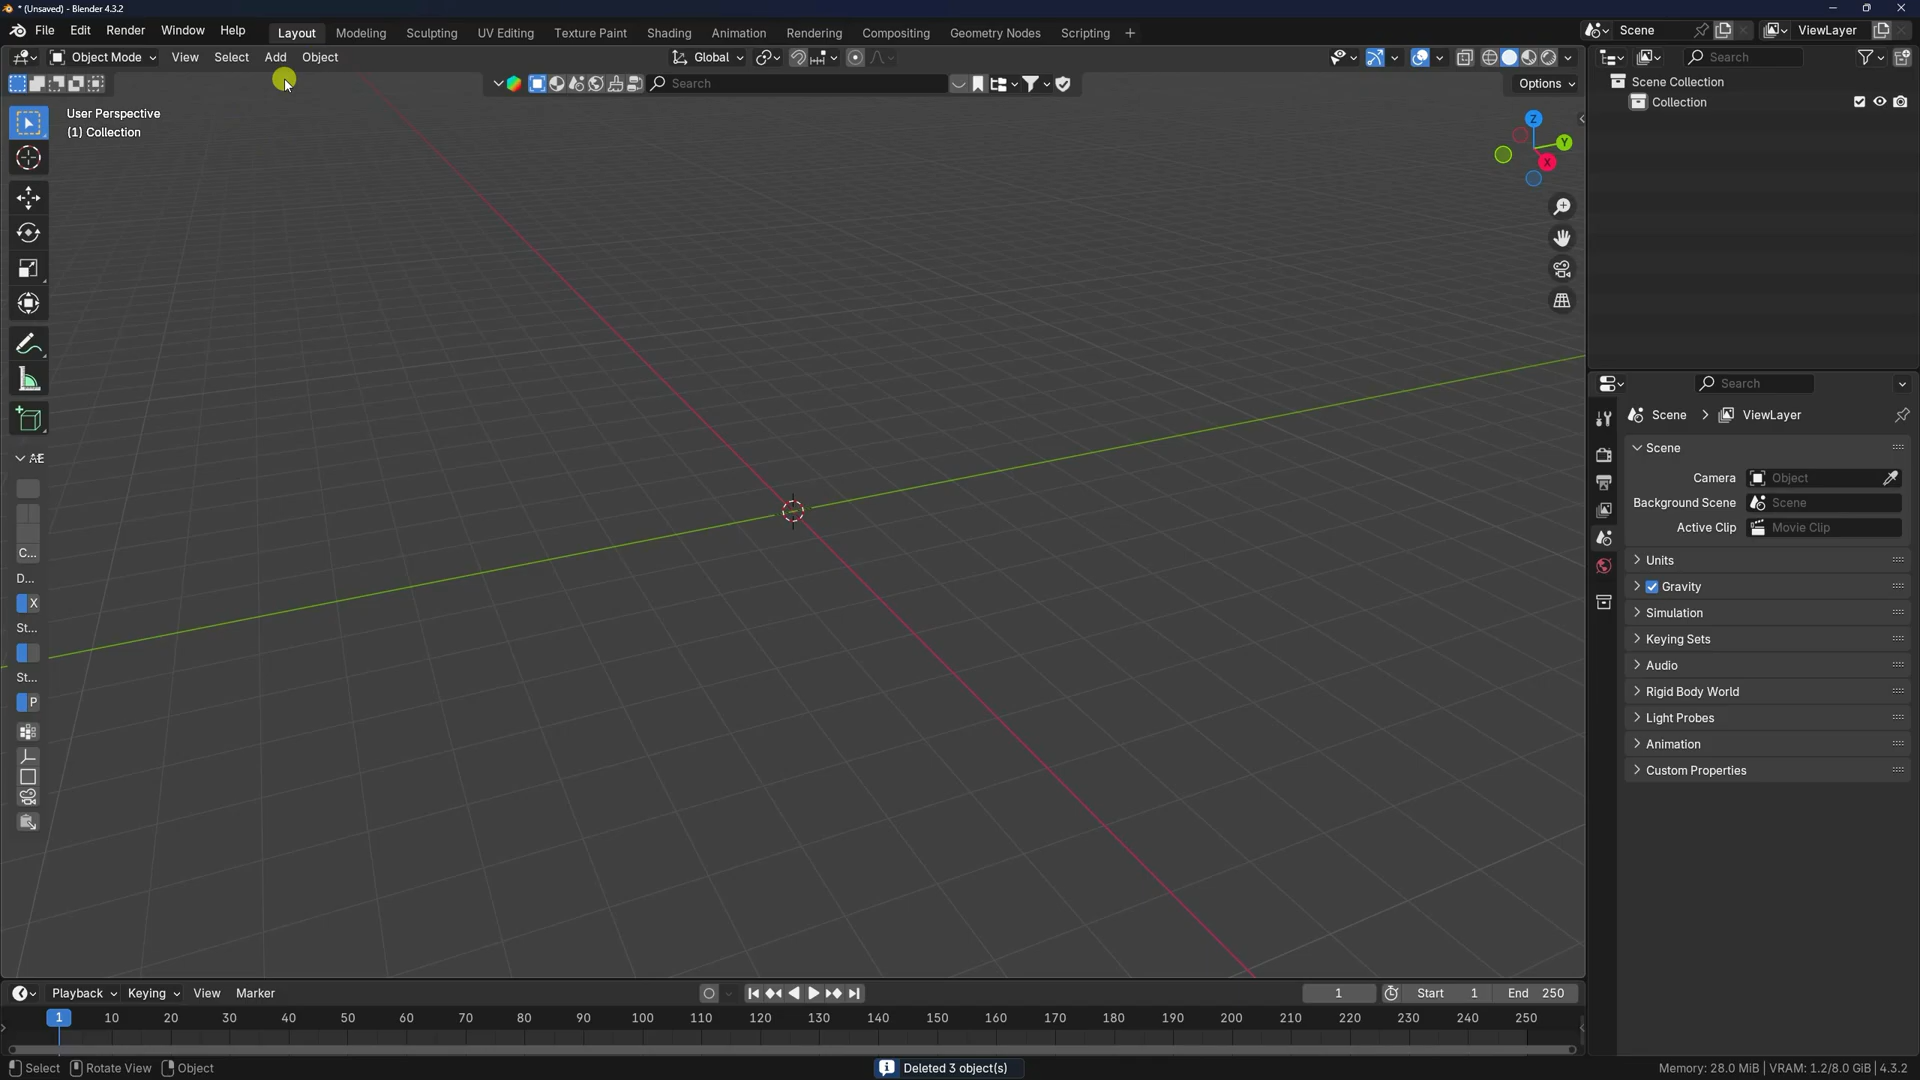 * (Unsaved) - Blender 4.3.2
File Edit Render Window Help Layout Modeling Sculpting UV Editing Texture Paint Shading Animation Rendering Compositing Geometry Nodes Scripting + Scene ViewLayer
Object Mode View Select Add Object Global Search
Search Options
User Perspective
(1) Collection
Z
Y
X
Scene Collection
Collection
Search
Scene > ViewLayer
Scene
Camera Object
Background Scene Scene
Active Clip Movie Clip
Units
Gravity
Simulation
Keying Sets
Audio
Rigid Body World
Light Probes
Animation
Custom Properties
AE
C...
D...
X
St...
St...
P
Playback Keying View Marker 1 Start 1 End 250
1 10 20 30 40 50 60 70 80 90 100 110 120 130 140 150 160 170 180 190 200 210 220 230 240 250
Select Rotate View Object Deleted 3 object(s) Memory: 28.0 MiB | VRAM: 1.2/8.0 GiB | 4.3.2